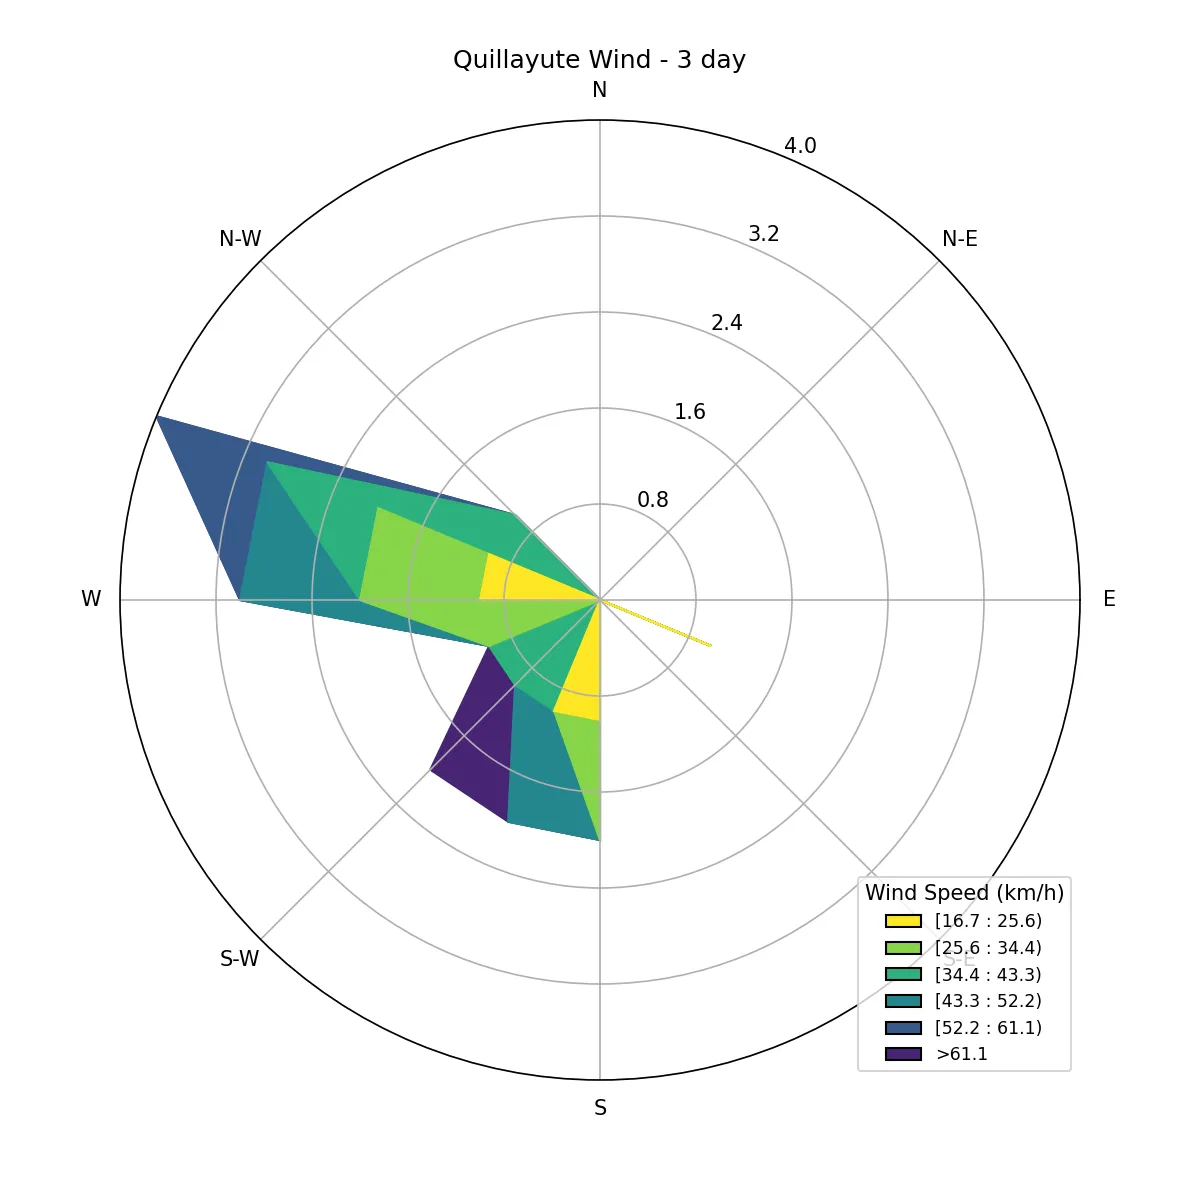 Quillayute Wind - 3 day
N
4.0
N-W
3.2
N-E
2.4
1.6
0.8
W
E
S-W
S-E
S
Wind Speed (km/h)
[16.7 : 25.6)
[25.6 : 34.4)
[34.4 : 43.3)
[43.3 : 52.2)
[52.2 : 61.1)
>61.1